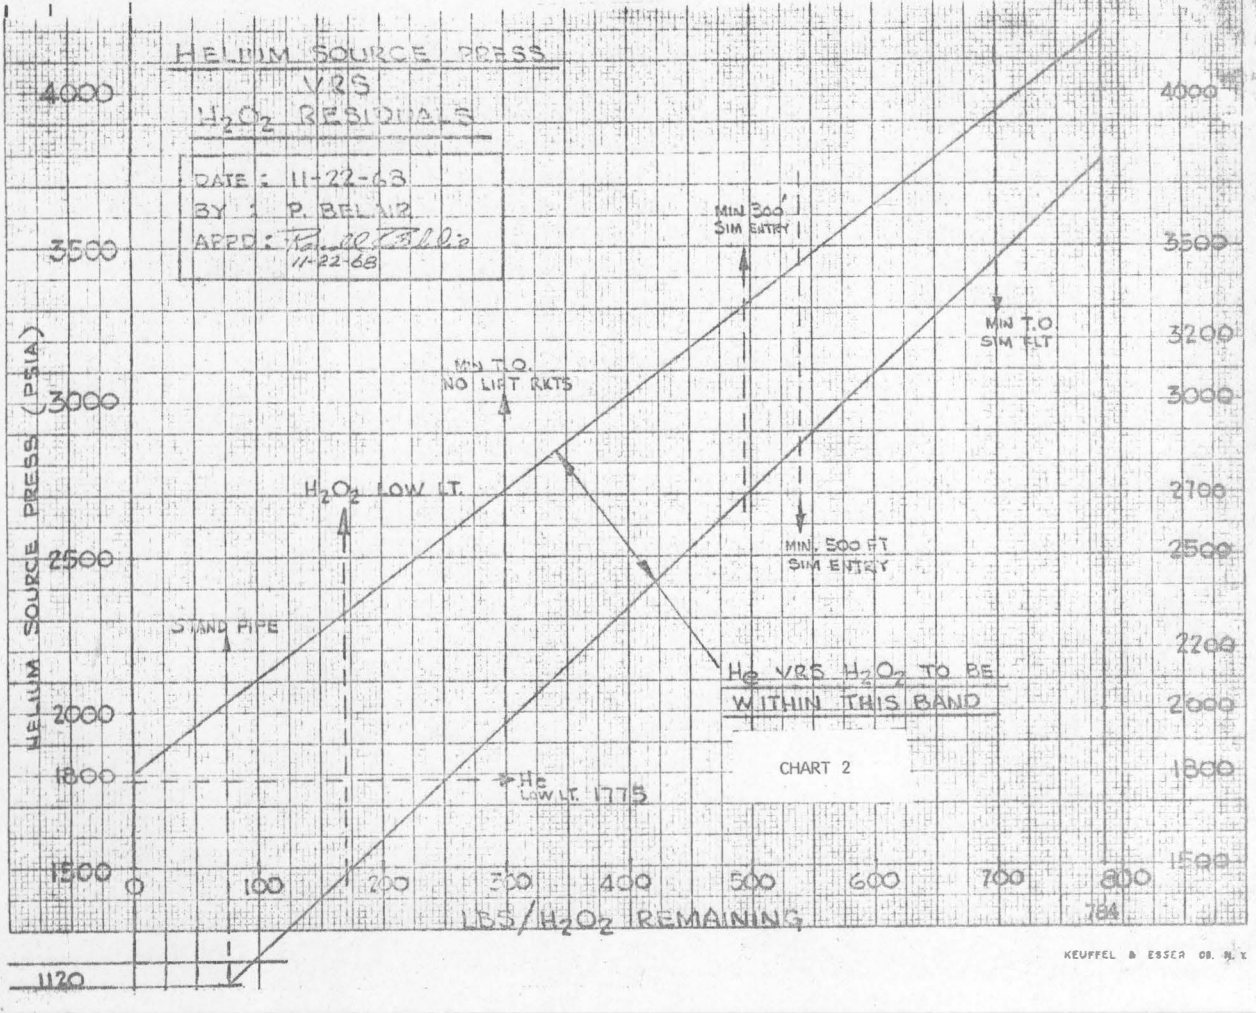 HELIUM SOURCE PRESS
VRS
H2O2 RESIDUALS
DATE: 11-22-68
BY : P. BELAIR
APPD:
11-22-68
4000
3500
3000
2500
2000
1800
1500
1120
HELIUM SOURCE PRESS (PSIA)
4000
3500
3200
3000
2700
2500
2200
2000
1800
1500
MIN 300'
SIM ENTRY
MIN T.O.
SIM FLT
MIN T.O.
NO LIFT RKTS
H2O2 LOW LT.
MIN. 500 FT
SIM ENTRY
STAND PIPE
He VRS H2O2 TO BE
WITHIN THIS BAND
CHART 2
He
LOW LT. 1775
0 100 200 300 400 500 600 700 800
784
LBS/H2O2 REMAINING
KEUFFEL & ESSER CO. N.Y.